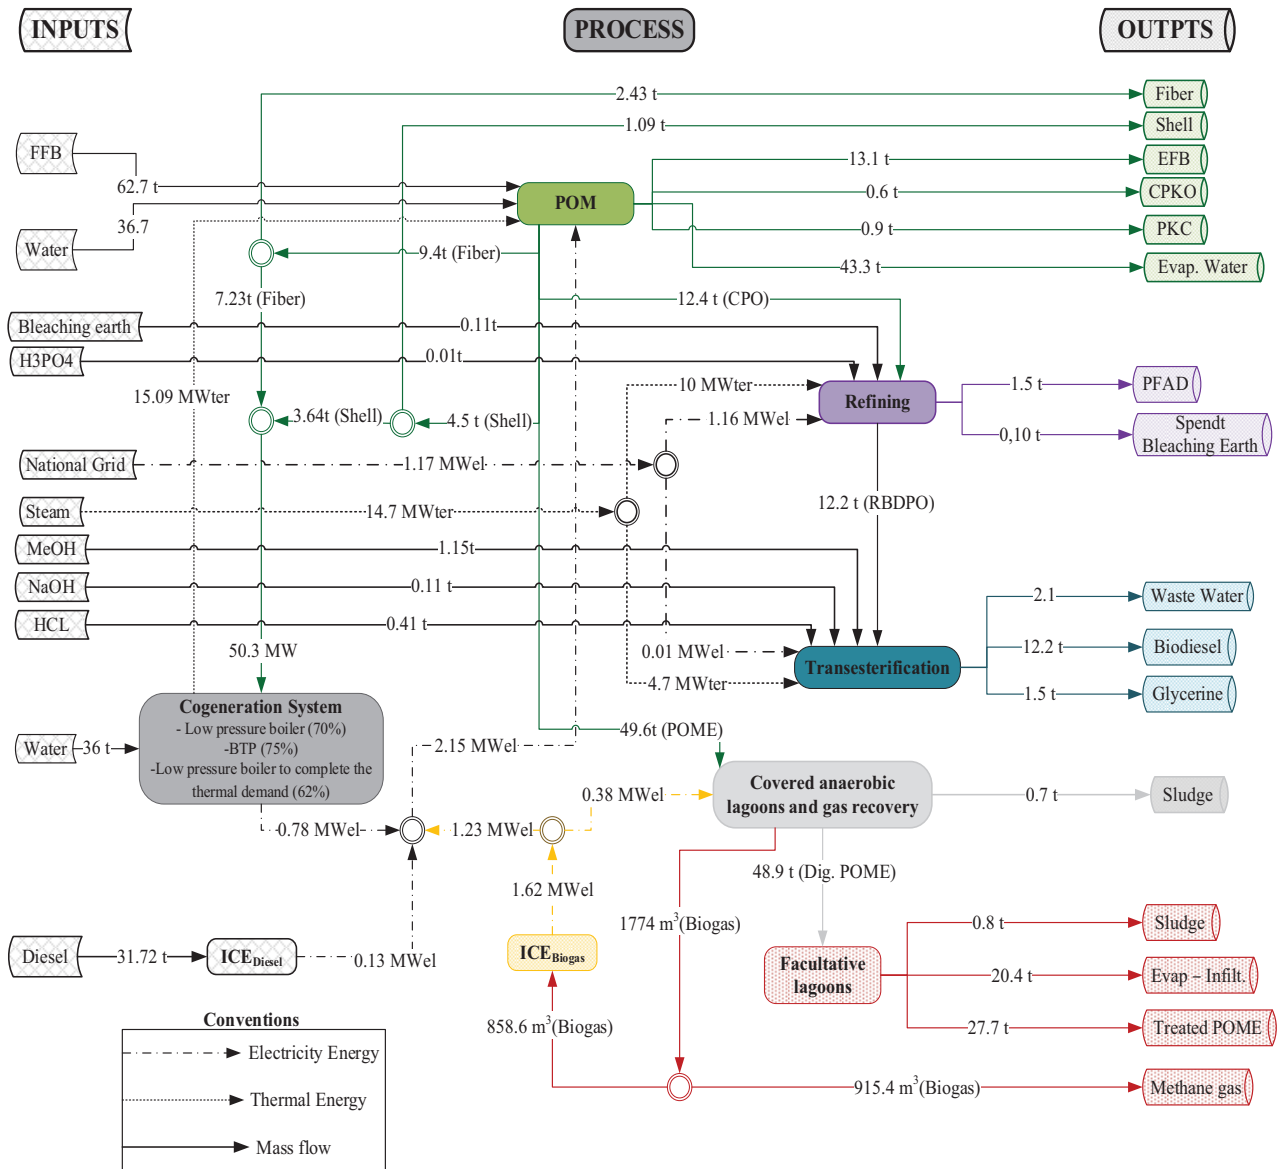 INPUTS
PROCESS
OUTPTS
2.43 t
Fiber
1.09 t
Shell
FFB
62.7 t
13.1 t
EFB
POM
0.6 t
CPKO
36.7
0.9 t
PKC
Water
9.4t (Fiber)
43.3 t
Evap. Water
7.23t (Fiber)
12.4 t (CPO)
Bleaching earth
0.11t
H3PO4
0.01t
15.09 MWter
10 MWter
1.5 t
PFAD
Refining
3.64t (Shell)
4.5 t (Shell)
1.16 MWel
0,10 t
Spendt
Bleaching Earth
National Grid
1.17 MWel
Steam
14.7 MWter
12.2 t (RBDPO)
MeOH
1.15t
NaOH
0.11 t
2.1
Waste Water
HCL
0.41 t
50.3 MW
0.01 MWel
12.2 t
Biodiesel
Transesterification
4.7 MWter
1.5 t
Glycerine
Cogeneration System
- Low pressure boiler (70%)
-BTP (75%)
-Low pressure boiler to complete the
thermal demand (62%)
Water
36 t
49.6t (POME)
2.15 MWel
Covered anaerobic
lagoons and gas recovery
0.38 MWel
0.7 t
Sludge
0.78 MWel
1.23 MWel
48.9 t (Dig. POME)
1.62 MWel
1774 m³(Biogas)
0.8 t
Sludge
Diesel
31.72 t
ICE Diesel
0.13 MWel
ICE Biogas
Facultative
lagoons
20.4 t
Evap – Infilt.
858.6 m³(Biogas)
27.7 t
Treated POME
915.4 m³(Biogas)
Methane gas
Conventions
Electricity Energy
Thermal Energy
Mass flow